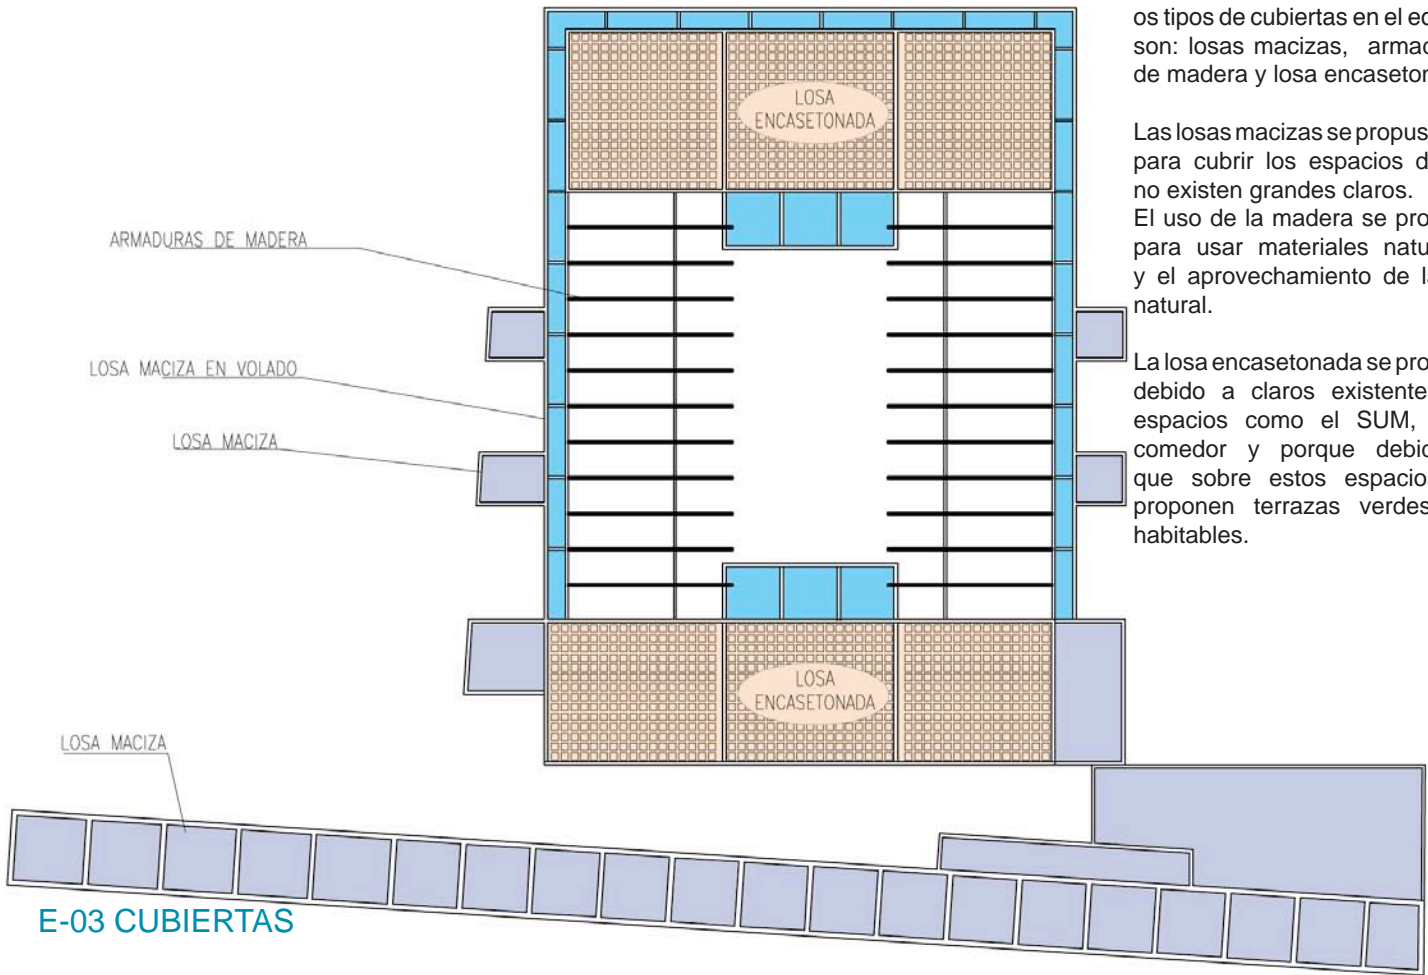 os tipos de cubiertas en el ed
son: losas macizas, armad
de madera y losa encaseton
Las losas macizas se propus
para cubrir los espacios d
no existen grandes claros.
El uso de la madera se pro
para usar materiales natu
y el aprovechamiento de l
natural.
La losa encasetonada se pro
debido a claros existente
espacios como el SUM,
comedor y porque debid
que sobre estos espacio
proponen terrazas verdes
habitables.
LOSA
ENCASETONADA
ARMADURAS DE MADERA
LOSA MACIZA EN VOLADO
LOSA MACIZA
LOSA
ENCASETONADA
LOSA MACIZA
E-03 CUBIERTAS